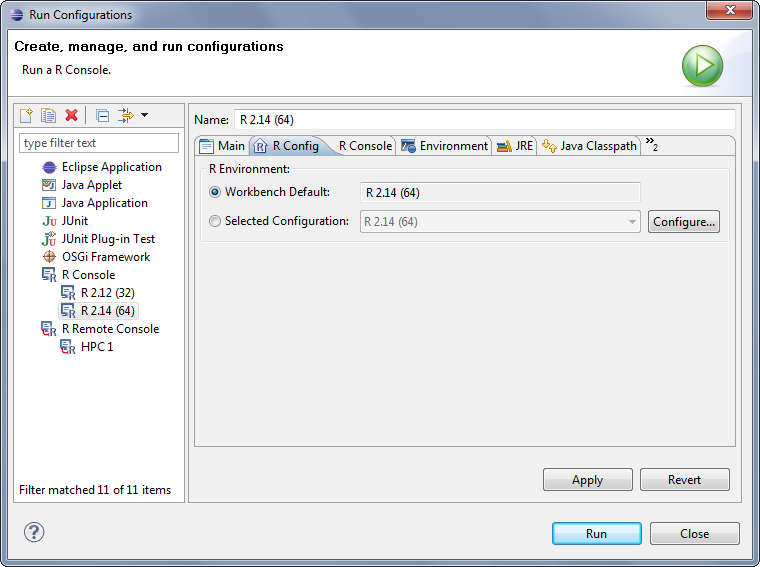 Run Configurations
Create, manage, and run configurations
Run a R Console.
type filter text
Eclipse Application
Java Applet
Java Application
JUnit
JUnit Plug-in Test
OSGi Framework
R Console
R 2.12 (32)
R 2.14 (64)
R Remote Console
HPC 1
Filter matched 11 of 11 items
Name: R 2.14 (64)
Main R Config R Console Environment JRE Java Classpath »2
R Environment:
Workbench Default: R 2.14 (64)
Selected Configuration: R 2.14 (64) Configure...
Apply Revert
? Run Close